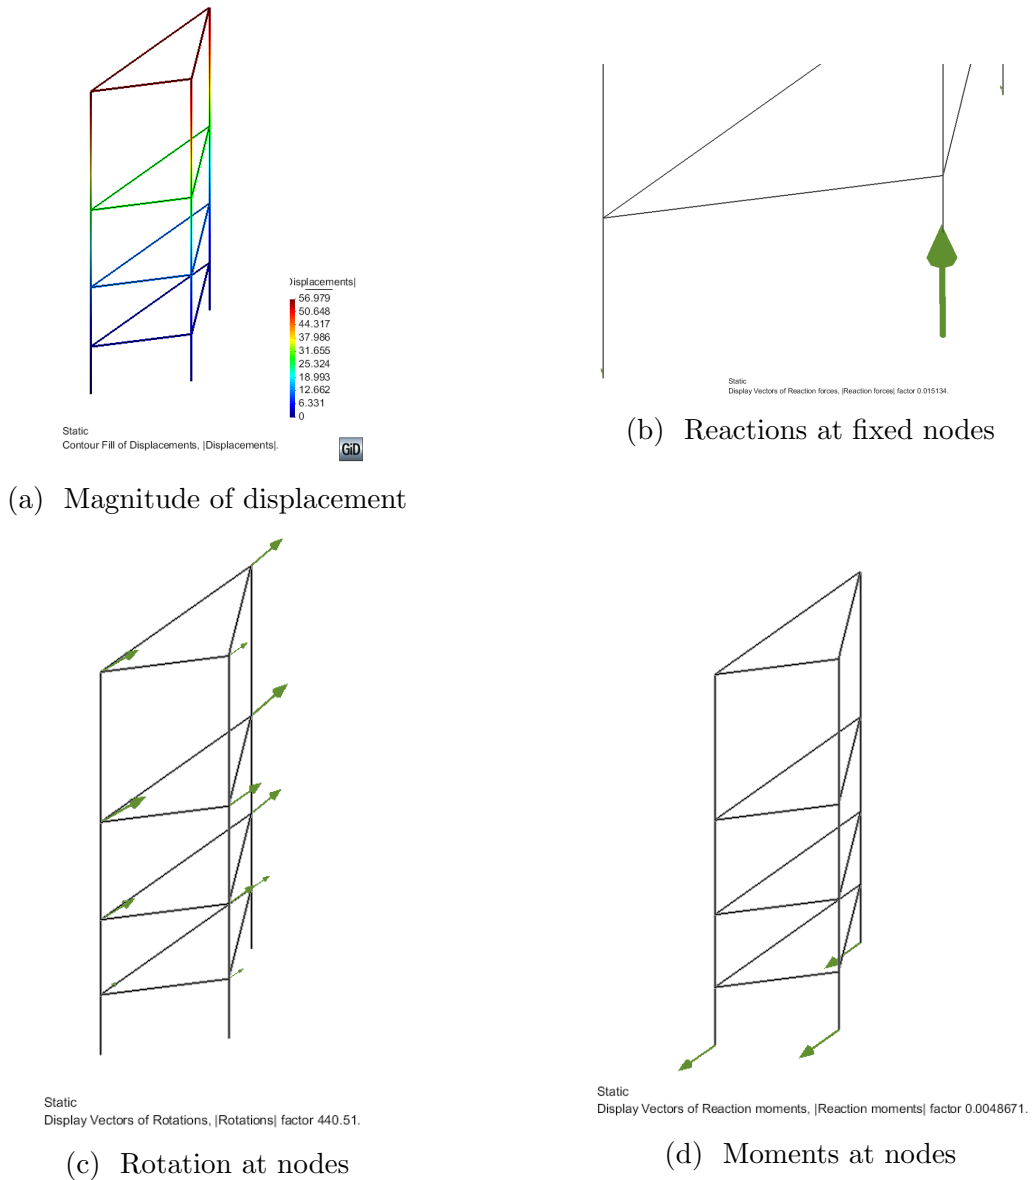 )isplacements|
56.979
50.648
44.317
37.986
31.655
25.324
18.993
12.662
6.331
0
Static
Contour Fill of Displacements, |Displacements|.
GiD
(a) Magnitude of displacement
Static
Display Vectors of Reaction forces, |Reaction forces| factor 0.015134.
(b) Reactions at fixed nodes
Static
Display Vectors of Rotations, |Rotations| factor 440.51.
(c) Rotation at nodes
Static
Display Vectors of Reaction moments, |Reaction moments| factor 0.0048671.
(d) Moments at nodes